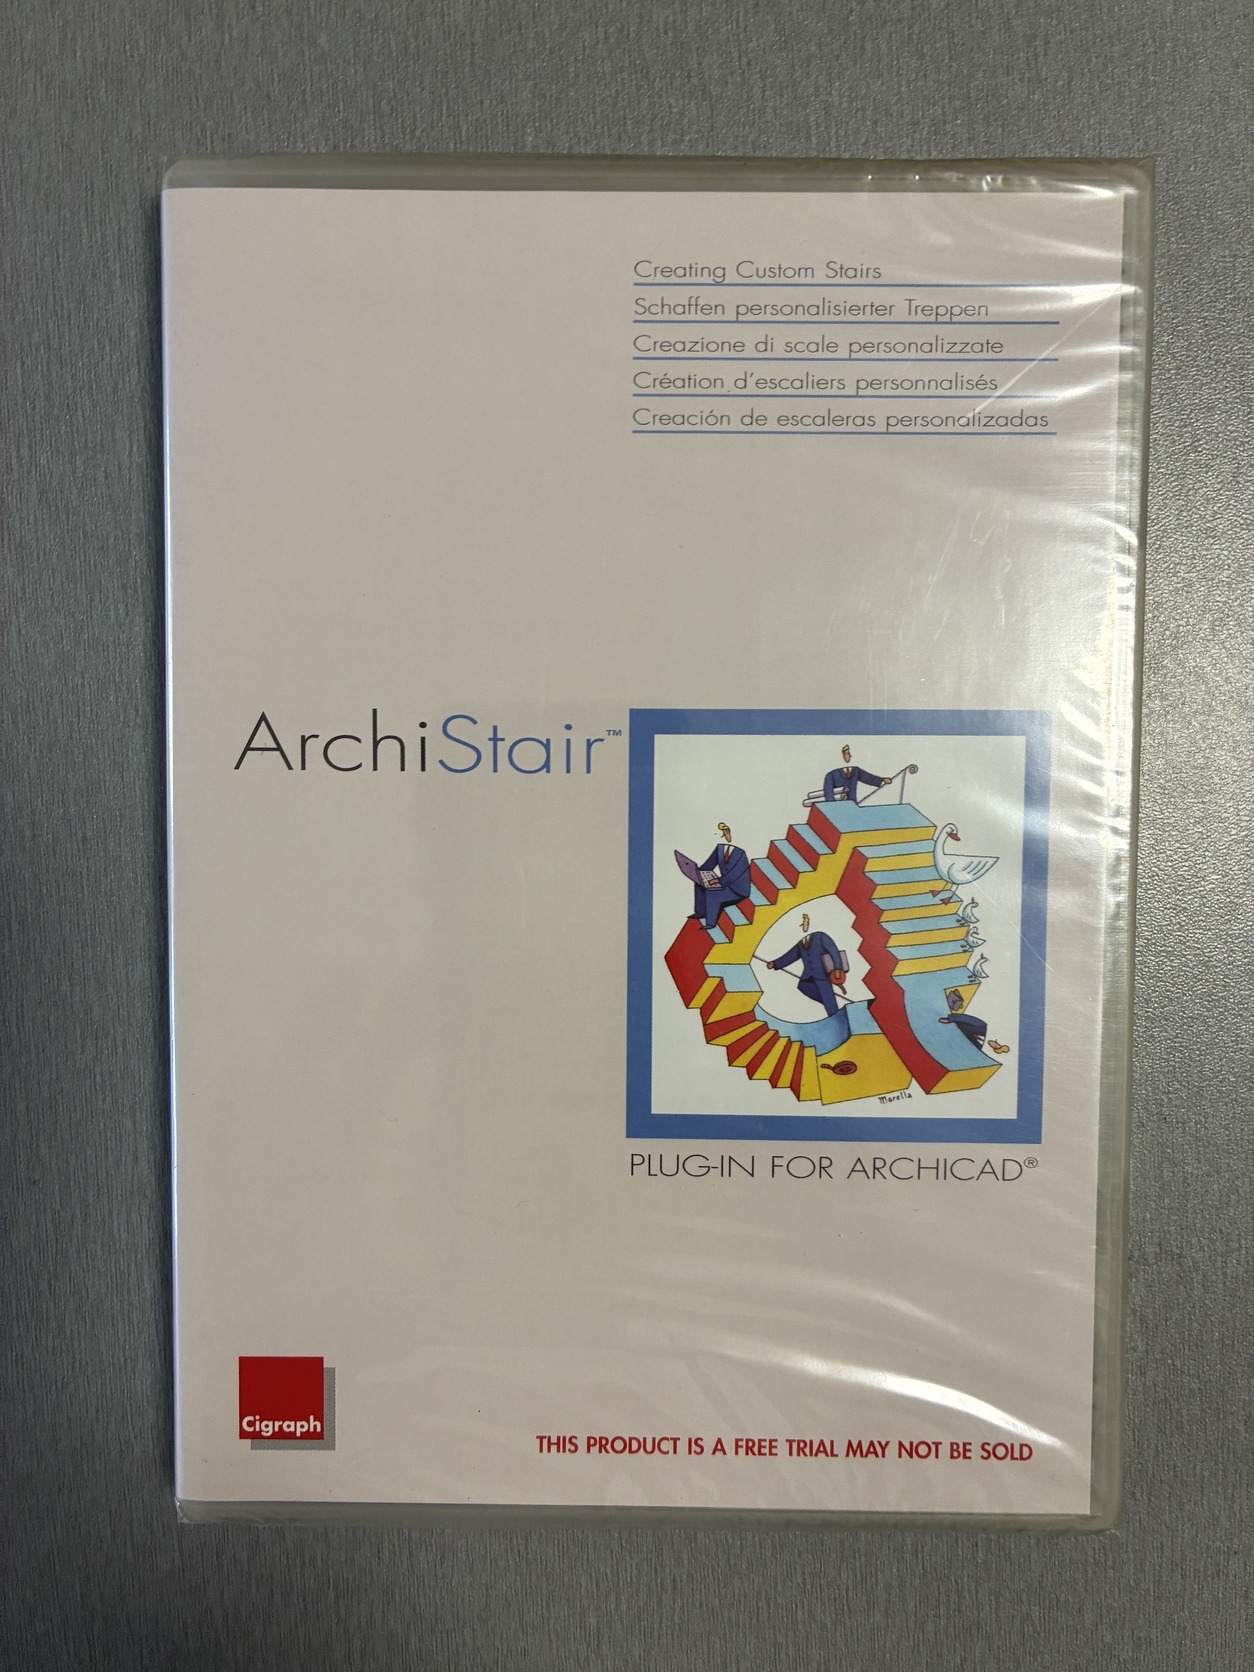 Creating Custom Stairs
Schaffen personalisierter Treppen
Creazione di scale personalizzate
Création d'escaliers personnalisés
Creación de escaleras personalizadas
ArchiStair™
Marella
PLUG-IN FOR ARCHICAD®
Cigraph
THIS PRODUCT IS A FREE TRIAL MAY NOT BE SOLD